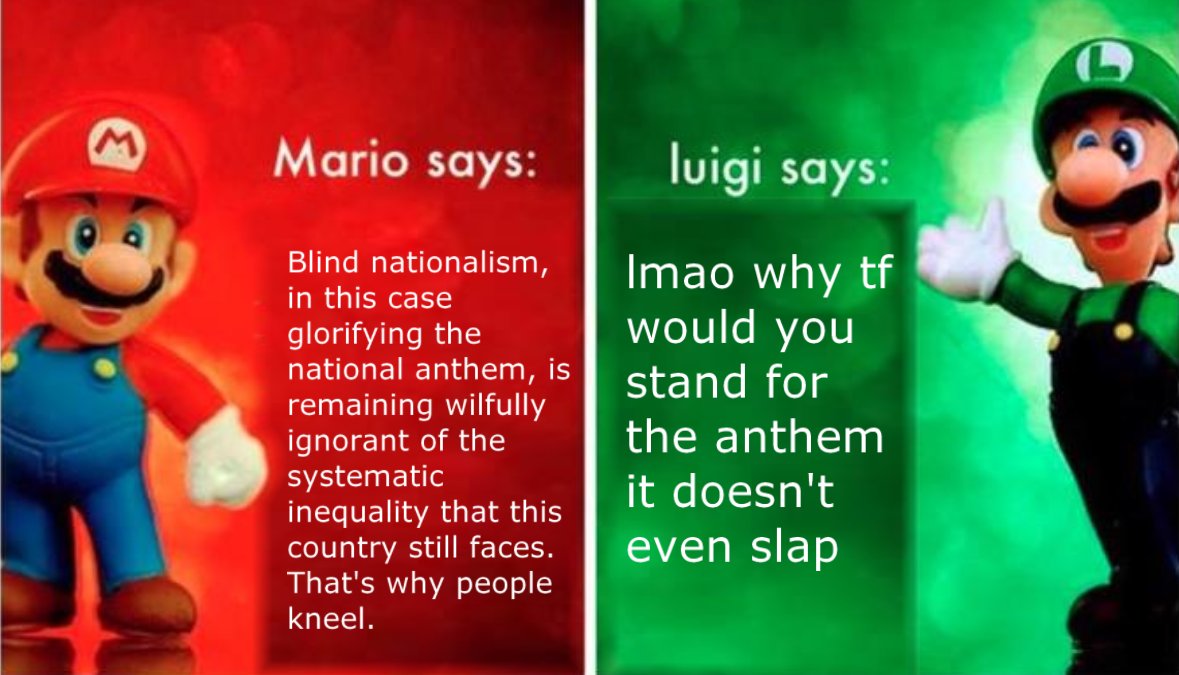 M
Mario says:
Blind nationalism,
in this case
glorifying the
national anthem, is
remaining wilfully
ignorant of the
systematic
inequality that this
country still faces.
That's why people
kneel.
L
luigi says:
lmao why tf
would you
stand for
the anthem
it doesn't
even slap